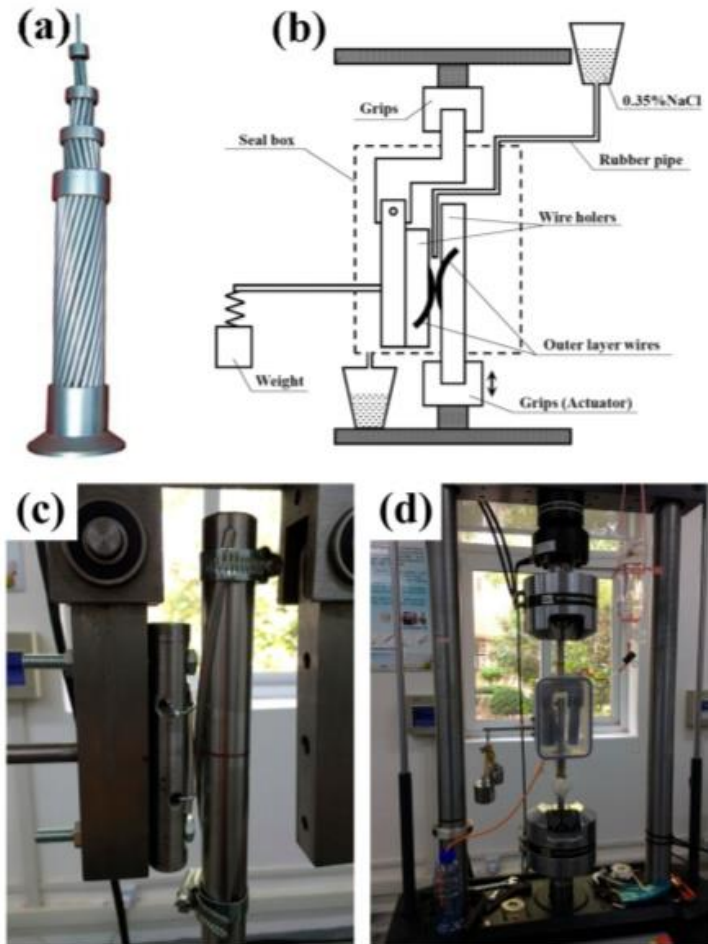 (a)
(b)
0.35%NaCl
Grips
Seal box
Rubber pipe
Wire holers
Outer layer wires
Weight
Grips (Actuator)
(c)
(d)